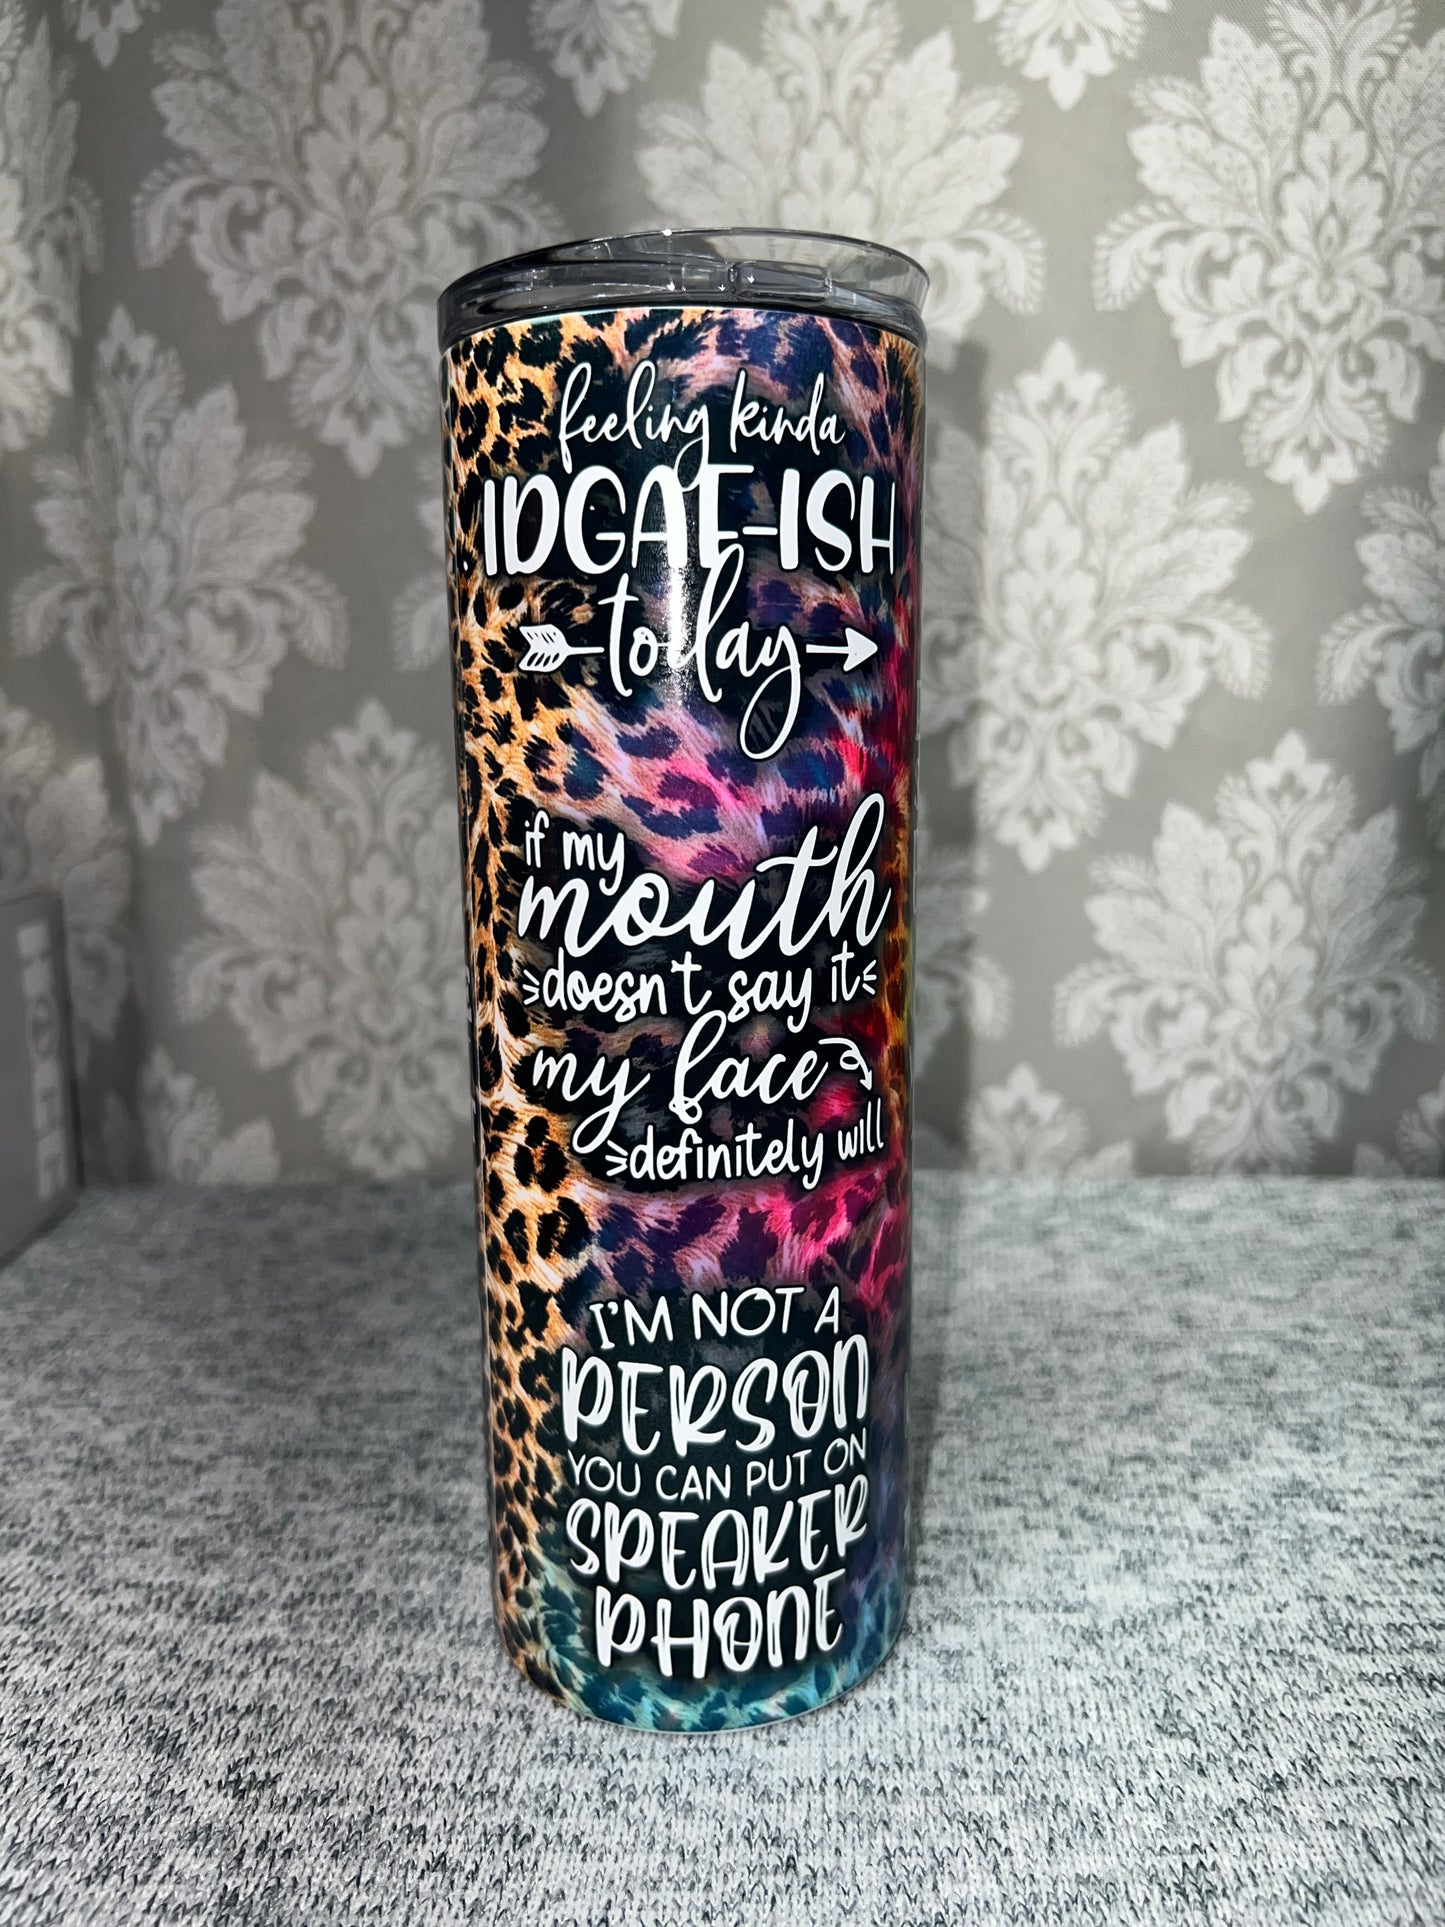 feeling kinda
IDGAF-ISH
today
if my
mouth
doesn't say it
my face
definitely will
I'M NOT A
PERSON
YOU CAN PUT ON
SPEAKER
PHONE